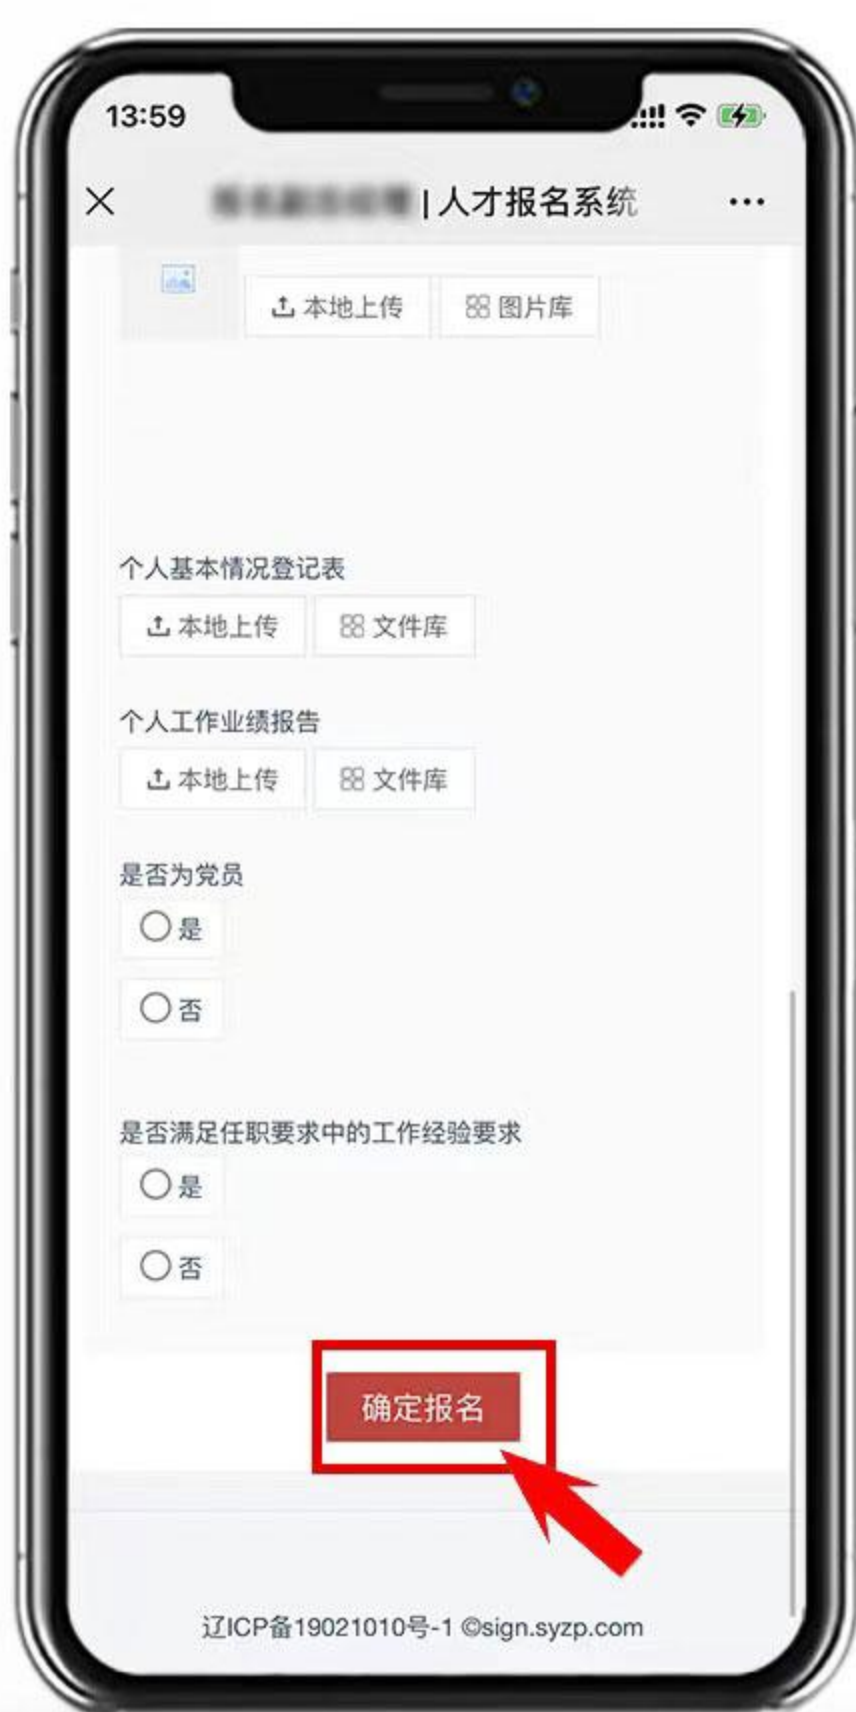 13:59
| 人才报名系统
本地上传 图片库
个人基本情况登记表
本地上传 文件库
个人工作业绩报告
本地上传 文件库
是否为党员
是
否
是否满足任职要求中的工作经验要求
是
否
确定报名
辽ICP备19021010号-1 ©sign.syzp.com